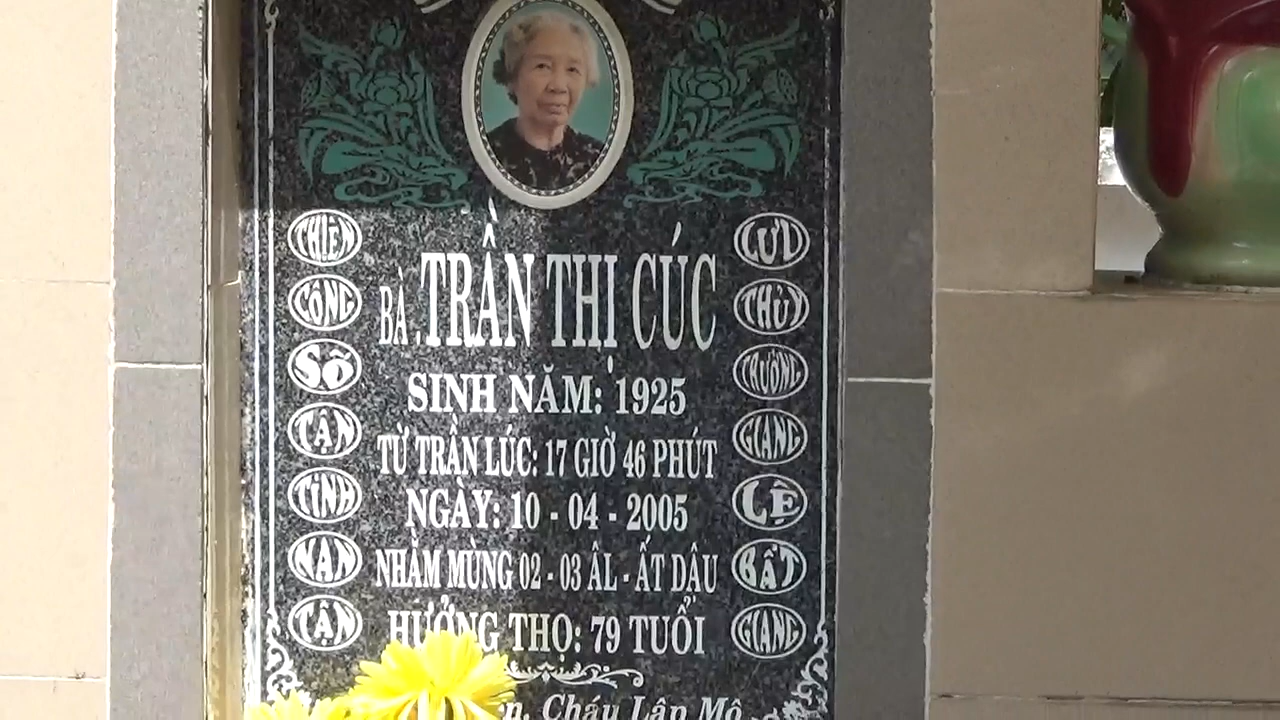 THIÊN
CÔNG
SỐ
TẬN
TÌNH
NAN
TẬN
BÀ.TRẦN THỊ CÚC
SINH NĂM: 1925
TỪ TRẦN LÚC: 17 GIỜ 46 PHÚT
NGÀY: 10 - 04 - 2005
NHẰM MÙNG 02 - 03 ÂL - ẤT DẬU
HƯỞNG THỌ: 79 TUỔI
Cháu Lập Mộ
LƯU
THỦY
TRƯỜNG
GIANG
LỆ
BẤT
GIANG